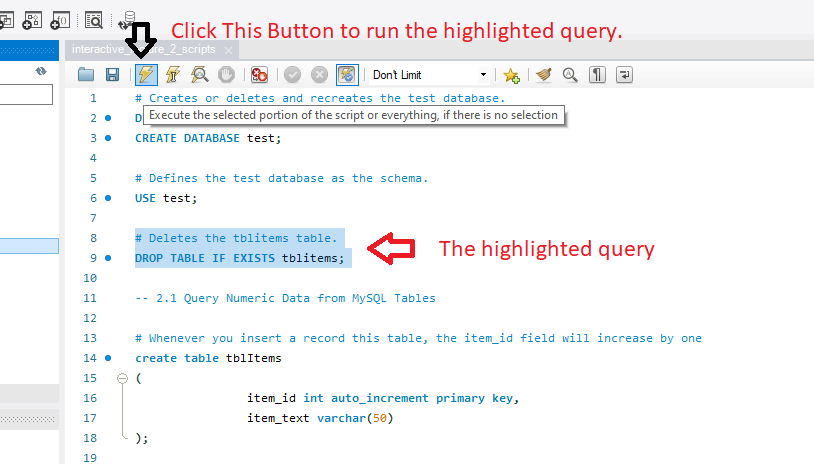 Click This Button to run the highlighted query.
interactive_ re_2_scripts ×
Don't Limit
1 # Creates or deletes and recreates the test database.
2 D
Execute the selected portion of the script or everything, if there is no selection
3 CREATE DATABASE test;
4
5 # Defines the test database as the schema.
6 USE test;
7
8 # Deletes the tblitems table.
9 DROP TABLE IF EXISTS tblitems;
The highlighted query
10
11 -- 2.1 Query Numeric Data from MySQL Tables
12
13 # Whenever you insert a record this table, the item_id field will increase by one
14 create table tblItems
15 (
16 item_id int auto_increment primary key,
17 item_text varchar(50)
18 );
19